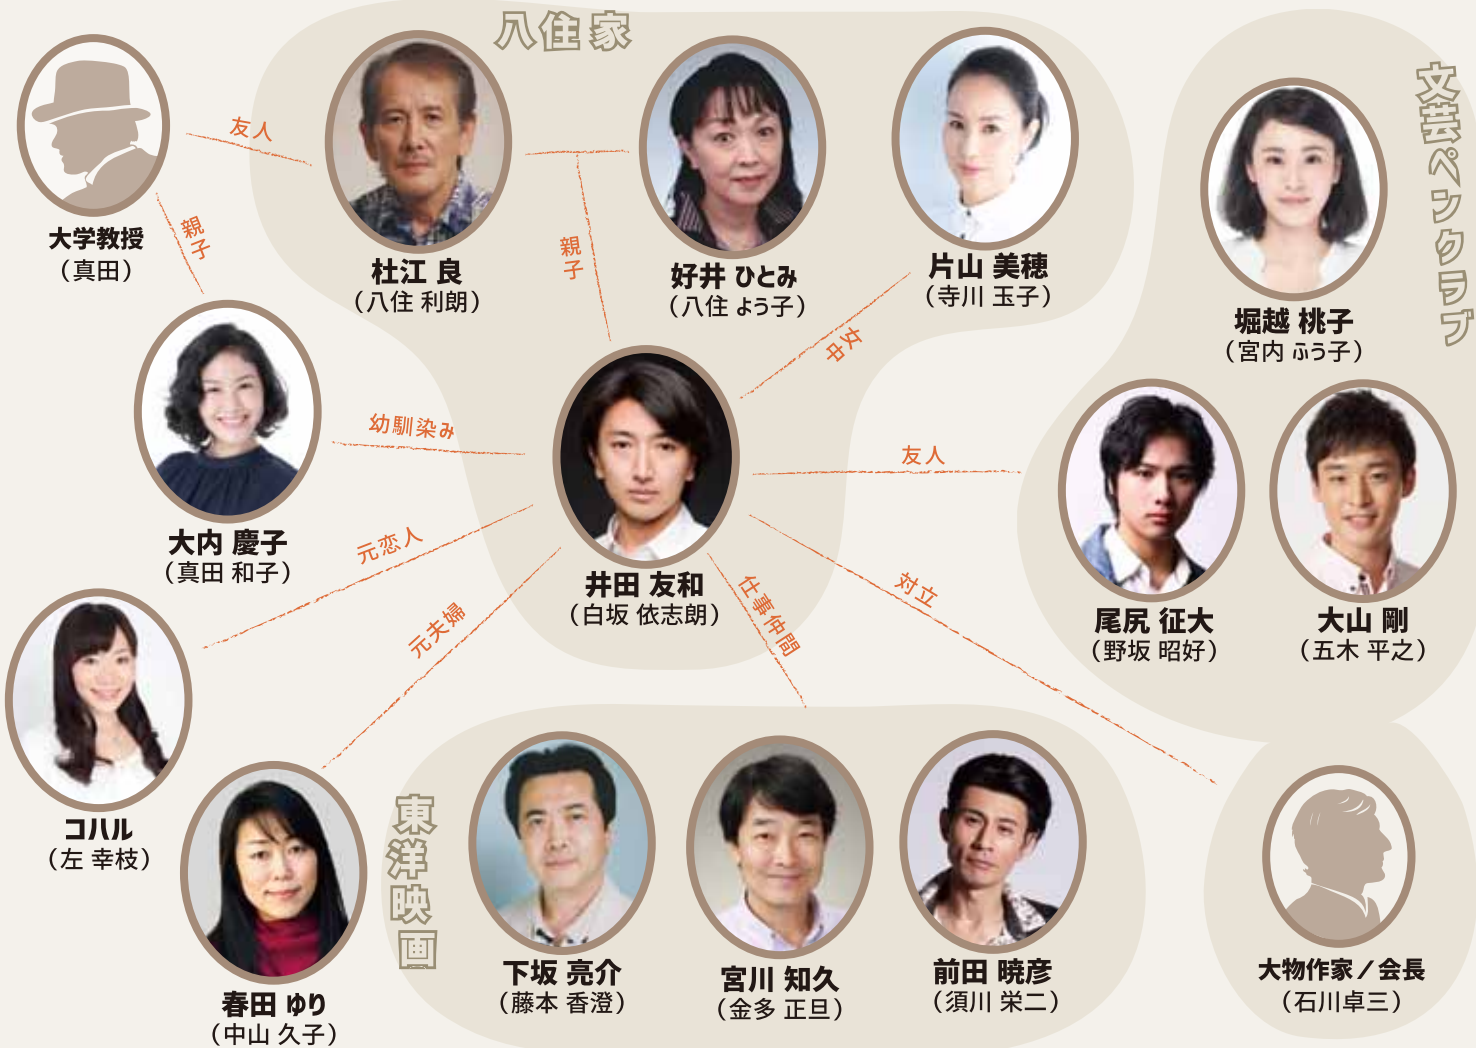 八住家
文芸ペンクラブ
大学教授
（真田）
友人
親子
杜江 良
（八住 利朗）
好井 ひとみ
（八住 よう子）
片山 美穂
（寺川 玉子）
堀越 桃子
（宮内 ふう子）
親子
女中
大内 慶子
（真田 和子）
幼馴染み
井田 友和
（白坂 依志朗）
友人
尾尻 征大
（野坂 昭好）
大山 剛
（五木 平之）
元恋人
元夫婦
仕事仲間
対立
コハル
（左 幸枝）
春田 ゆり
（中山 久子）
東洋映画
下坂 亮介
（藤本 香澄）
宮川 知久
（金多 正旦）
前田 暁彦
（須川 栄二）
大物作家／会長
（石川卓三）